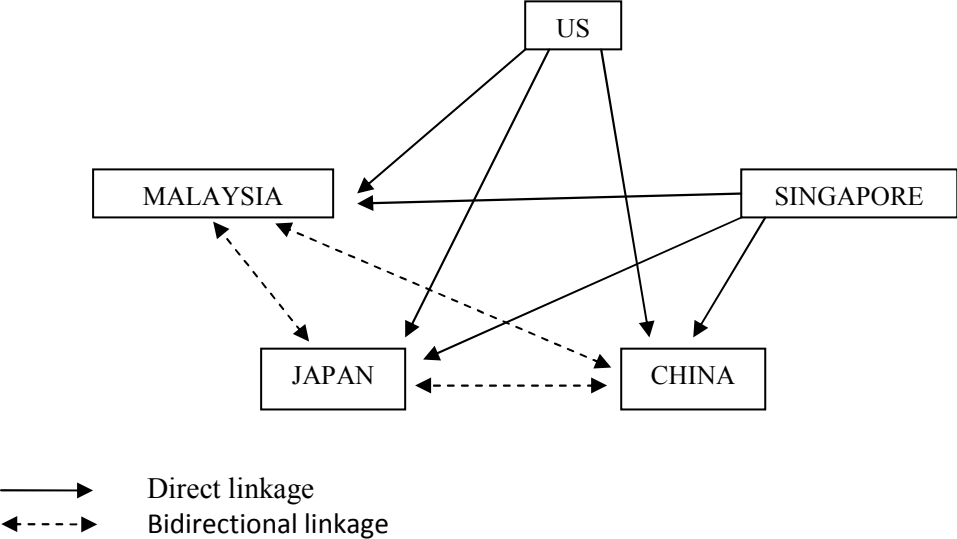 US
MALAYSIA
SINGAPORE
JAPAN
CHINA
Direct linkage
Bidirectional linkage